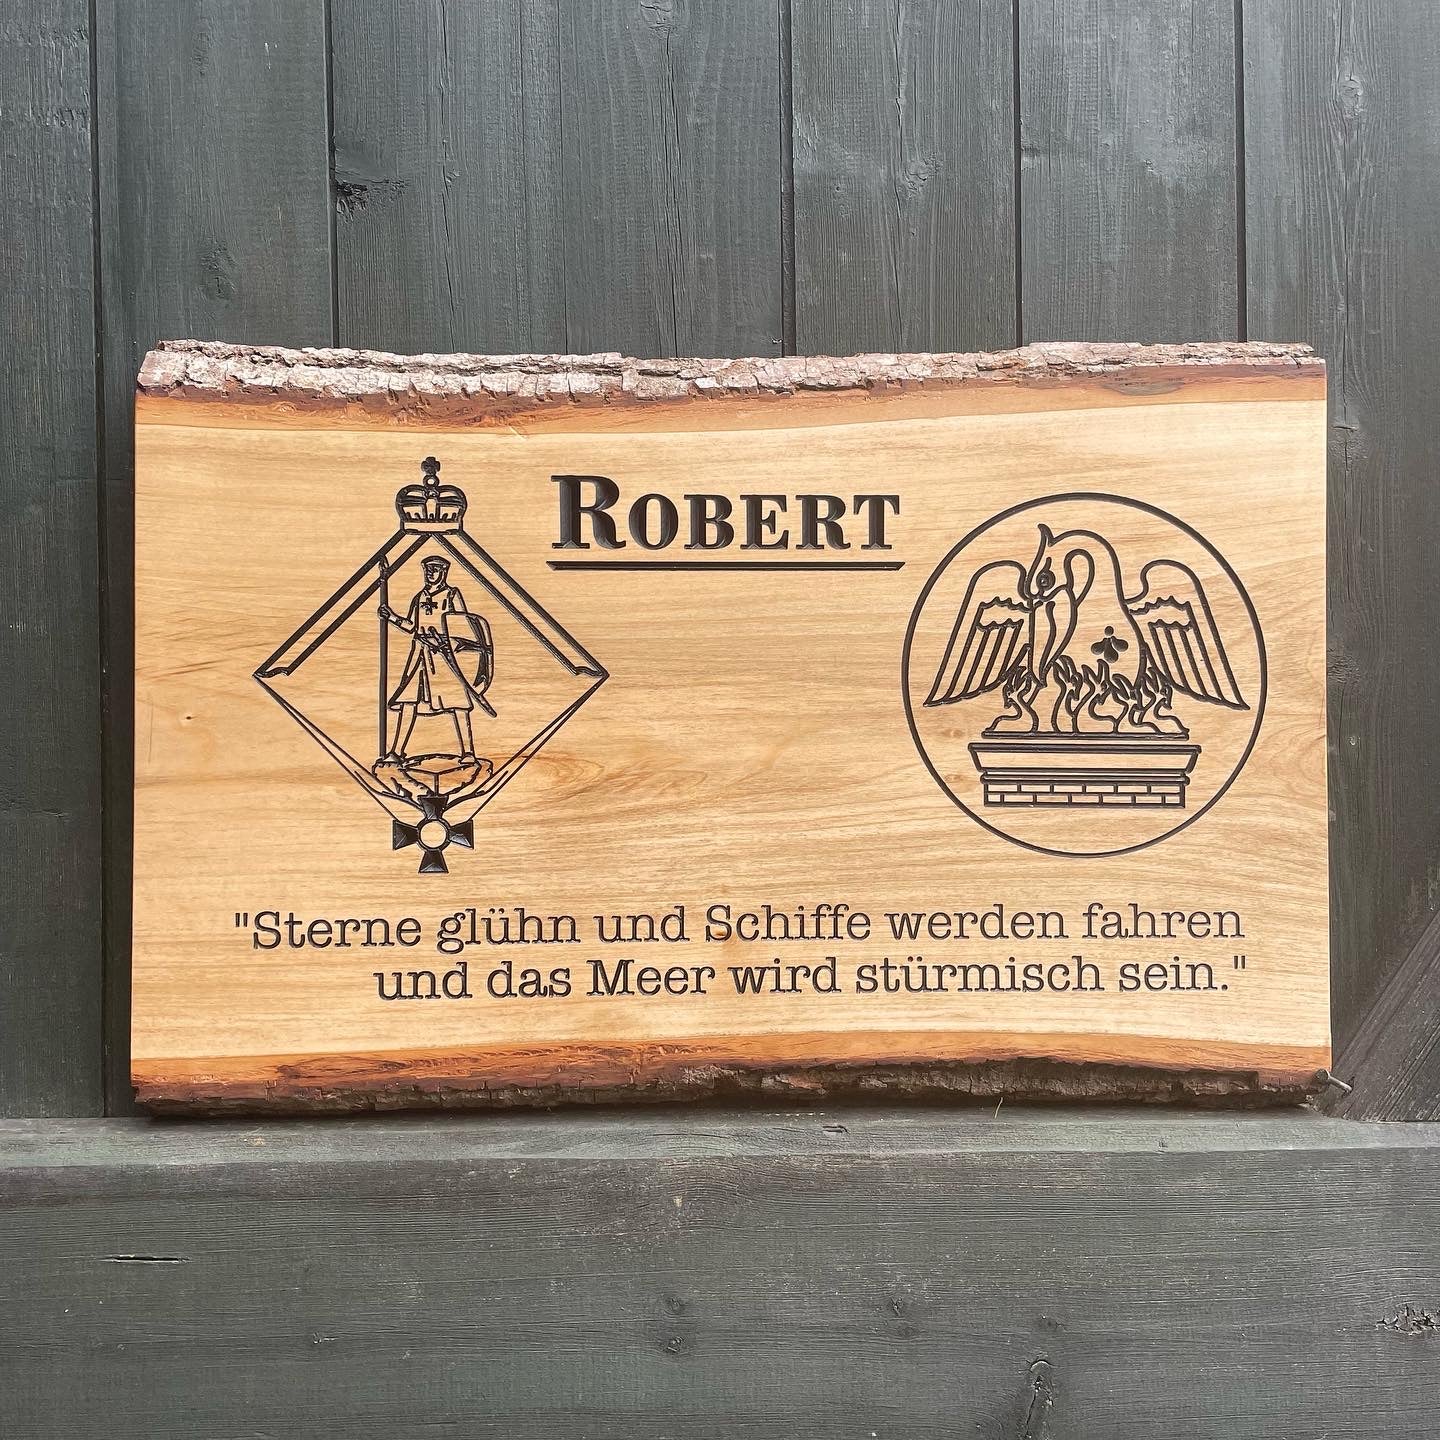 ROBERT
"Sterne glühn und Schiffe werden fahren
und das Meer wird stürmisch sein."